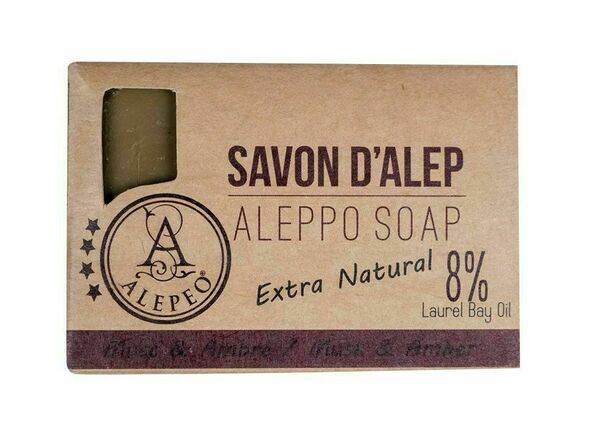 SAVON D'ALEP
ALEPPO SOAP
Extra Natural
8%
Laurel Bay Oil
A
ALEPEO®
Musc & Ambre / Musk & Amber